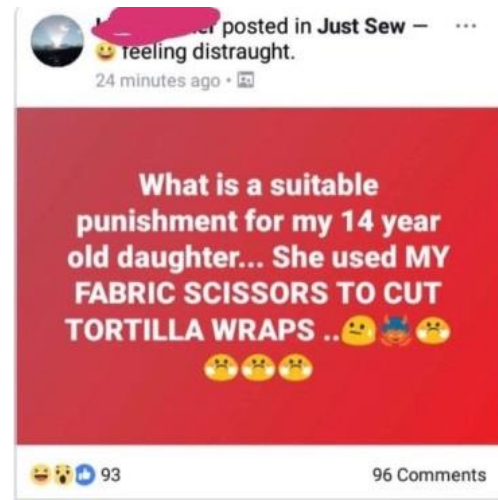 posted in Just Sew —
feeling distraught.
24 minutes ago •
What is a suitable
punishment for my 14 year
old daughter... She used MY
FABRIC SCISSORS TO CUT
TORTILLA WRAPS ..
93
96 Comments